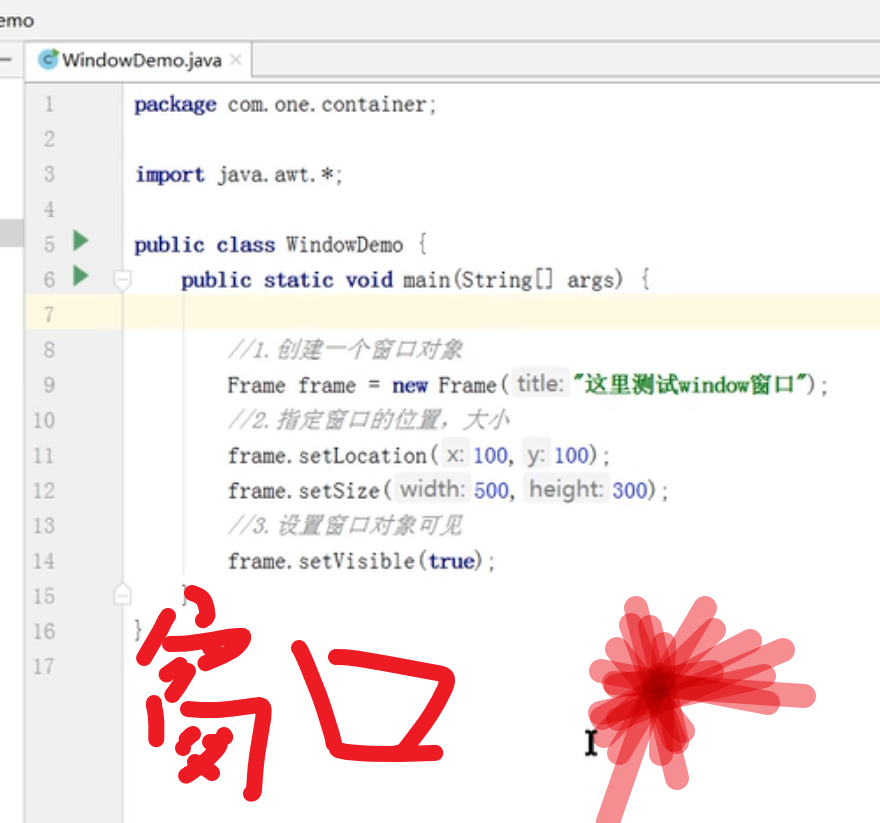 emo
WindowDemo.java
1 package com.one.container;
2
3 import java.awt.*;
4
5 public class WindowDemo {
6 public static void main(String[] args) {
7
8 //1.创建一个窗口对象
9 Frame frame = new Frame( title: "这里测试window窗口");
10 //2.指定窗口的位置，大小
11 frame.setLocation( x: 100, y: 100);
12 frame.setSize( width: 500, height: 300);
13 //3.设置窗口对象可见
14 frame.setVisible(true);
15 }
16 }
17
窗口